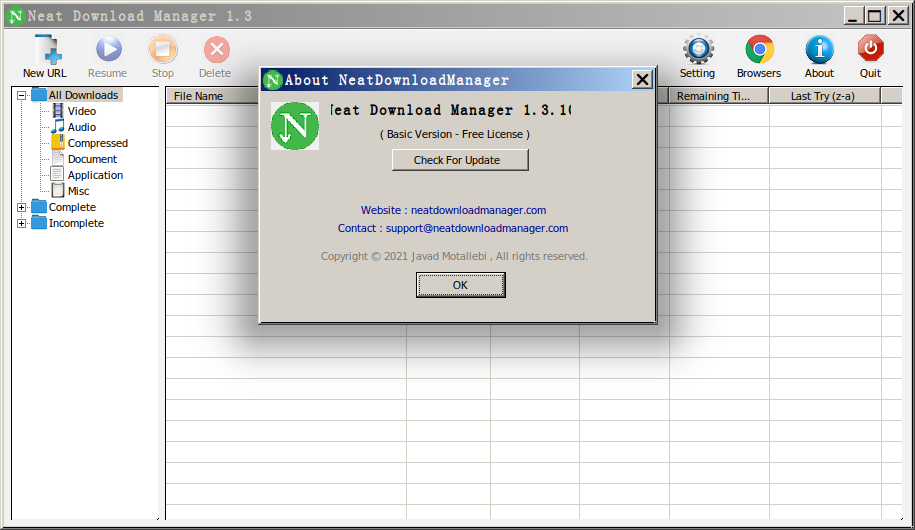 Neat Download Manager 1.3
New URL
Resume
Stop
Delete
Setting
Browsers
About
Quit
All Downloads
Video
Audio
Compressed
Document
Application
Misc
Complete
Incomplete
File Name
Remaining Ti...
Last Try (z-a)
About NeatDownloadManager
Neat Download Manager 1.3.10
( Basic Version - Free License )
Check For Update
Website : neatdownloadmanager.com
Contact : support@neatdownloadmanager.com
Copyright © 2021 Javad Motallebi , All rights reserved.
OK